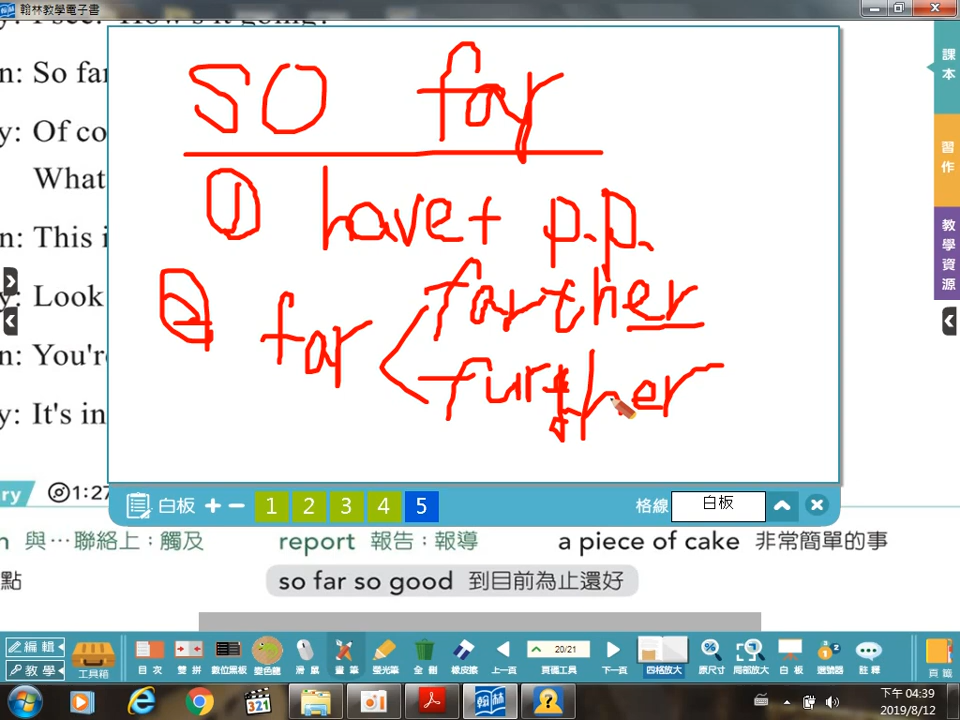 翰林教學電子書
y: I see. How's it going?
n: So far
y: Of co
What
n: This i
y: Look
n: You're
y: It's in
so far
① have + p.p.
② far < farther
further
課本
習作
教學資源
白板 + − 1 2 3 4 5 格線 白板
ry 1:27
n 與…聯絡上；觸及 report 報告；報導 a piece of cake 非常簡單的事
點 so far so good 到目前為止還好
編輯
教學
工具箱 目次 雙拼 數位黑板 變色龍 滑鼠 畫筆 螢光筆 全刪 橡皮擦 上一頁 20/21 頁碼工具 下一頁 四格放大 原尺寸 局部放大 白板 選號器 註釋 頁籤
321
下午 04:39
2019/8/12